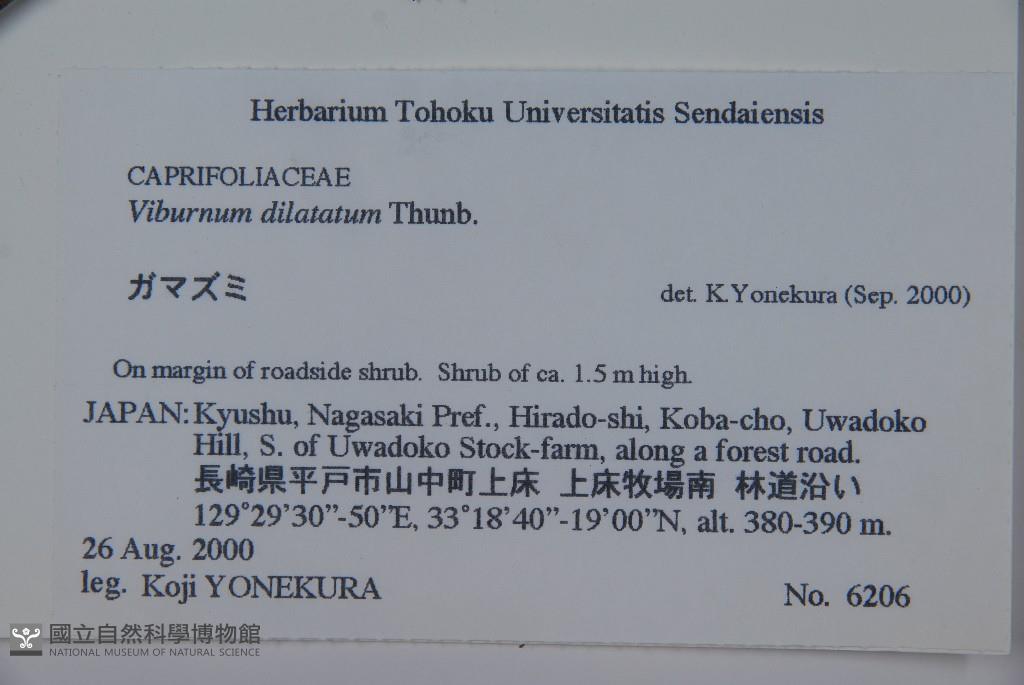 Herbarium Tohoku Universitatis Sendaiensis
CAPRIFOLIACEAE
Viburnum dilatatum Thunb.
ガマズミ
det. K.Yonekura (Sep. 2000)
On margin of roadside shrub. Shrub of ca. 1.5 m high.
JAPAN: Kyushu, Nagasaki Pref., Hirado-shi, Koba-cho, Uwadoko
Hill, S. of Uwadoko Stock-farm, along a forest road.
長崎県平戸市山中町上床 上床牧場南 林道沿い
129°29’30”-50”E, 33°18’40”-19’00”N, alt. 380-390 m.
26 Aug. 2000
leg. Koji YONEKURA
No. 6206
國立自然科學博物館
NATIONAL MUSEUM OF NATURAL SCIENCE